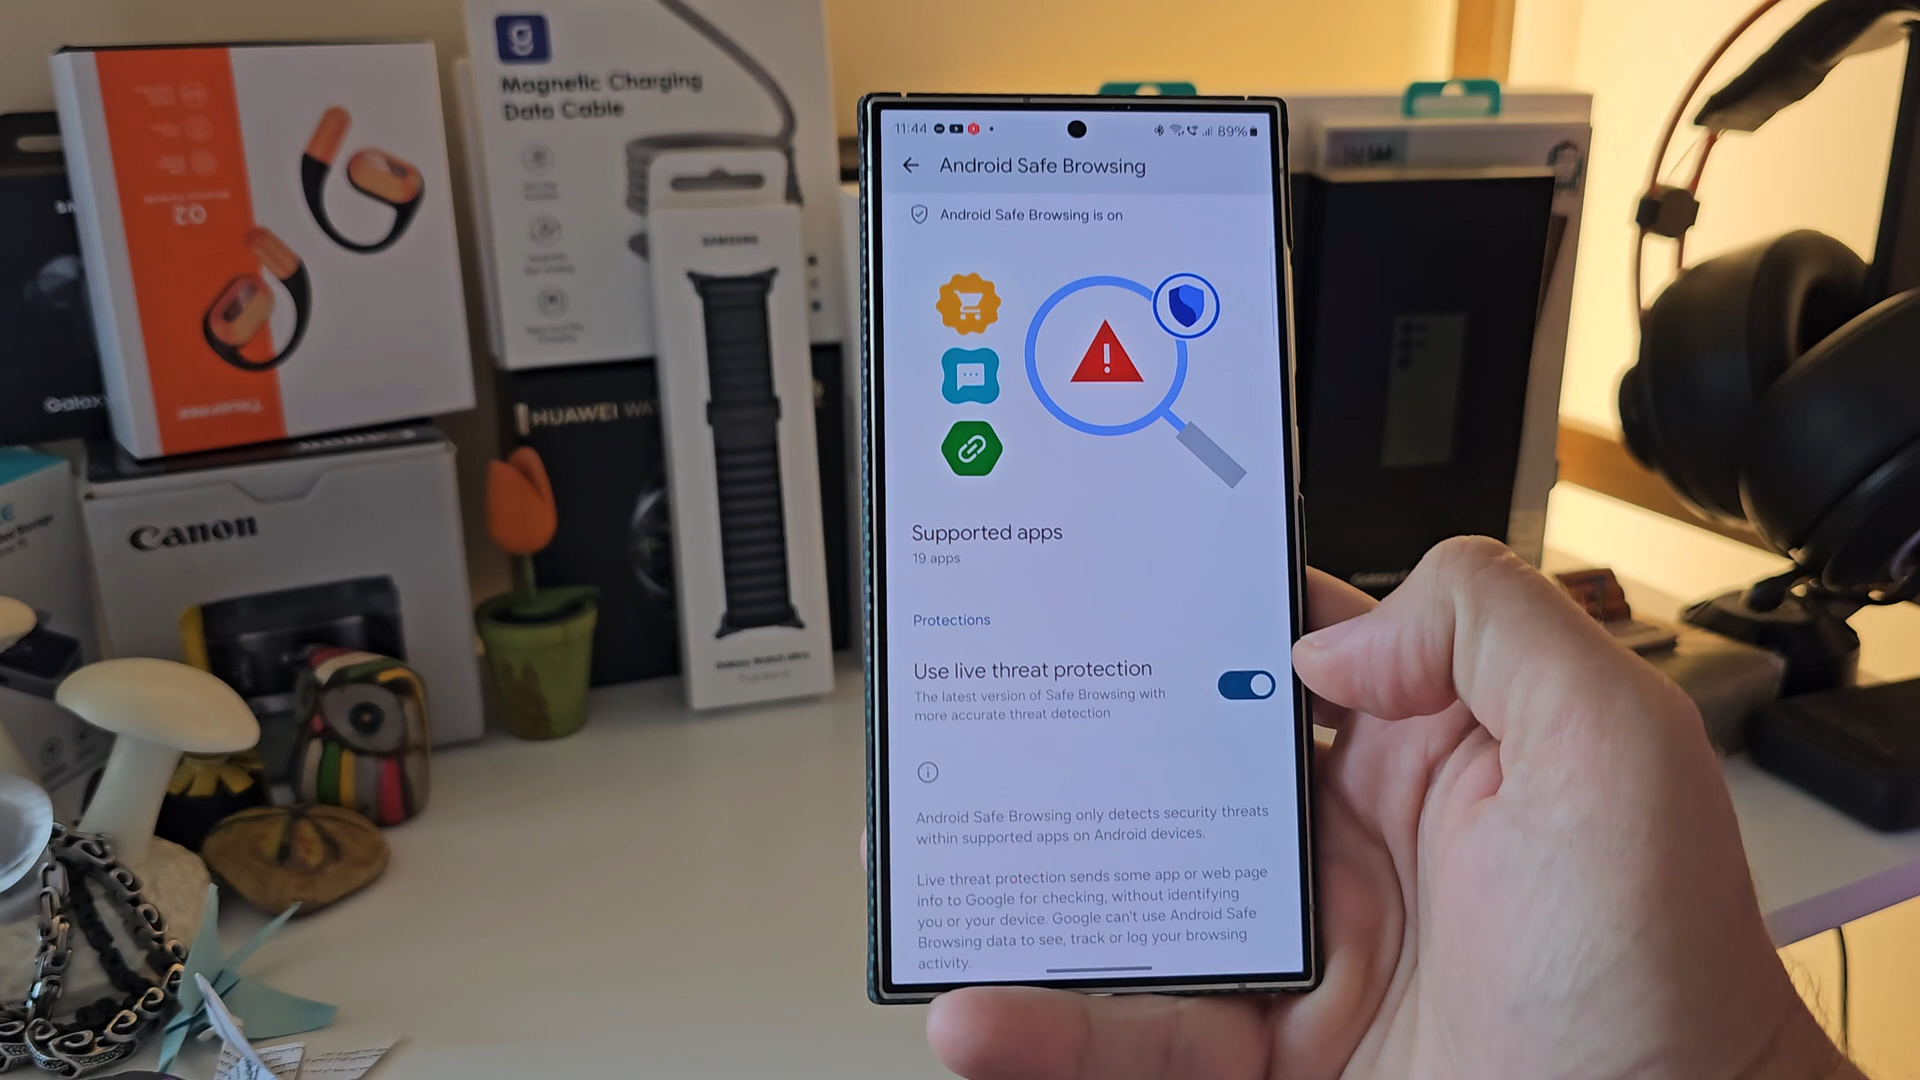 Magnetic Charging
Data Cable
SAMSUNG
HUAWEI WA
Galaxy
Canon
11:44
89%
Android Safe Browsing
Android Safe Browsing is on
Supported apps
19 apps
Protections
Use live threat protection
The latest version of Safe Browsing with
more accurate threat detection
Android Safe Browsing only detects security threats
within supported apps on Android devices.
Live threat protection sends some app or web page
info to Google for checking, without identifying
you or your device. Google can't use Android Safe
Browsing data to see, track or log your browsing
activity.